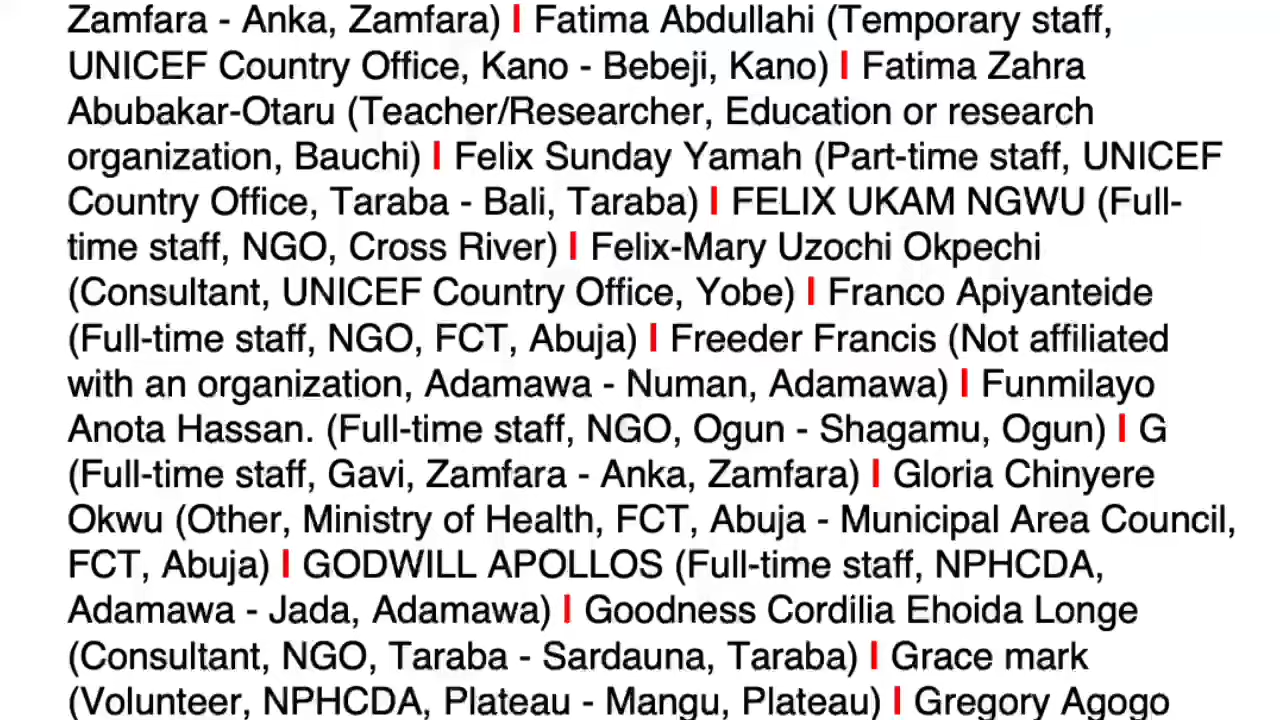 Zamfara - Anka, Zamfara) | Fatima Abdullahi (Temporary staff,
UNICEF Country Office, Kano - Bebeji, Kano) | Fatima Zahra
Abubakar-Otaru (Teacher/Researcher, Education or research
organization, Bauchi) | Felix Sunday Yamah (Part-time staff, UNICEF
Country Office, Taraba - Bali, Taraba) | FELIX UKAM NGWU (Full-
time staff, NGO, Cross River) | Felix-Mary Uzochi Okpechi
(Consultant, UNICEF Country Office, Yobe) | Franco Apiyanteide
(Full-time staff, NGO, FCT, Abuja) | Freeder Francis (Not affiliated
with an organization, Adamawa - Numan, Adamawa) | Funmilayo
Anota Hassan. (Full-time staff, NGO, Ogun - Shagamu, Ogun) | G
(Full-time staff, Gavi, Zamfara - Anka, Zamfara) | Gloria Chinyere
Okwu (Other, Ministry of Health, FCT, Abuja - Municipal Area Council,
FCT, Abuja) | GODWILL APOLLOS (Full-time staff, NPHCDA,
Adamawa - Jada, Adamawa) | Goodness Cordilia Ehoida Longe
(Consultant, NGO, Taraba - Sardauna, Taraba) | Grace mark
(Volunteer, NPHCDA, Plateau - Mangu, Plateau) | Gregory Agogo